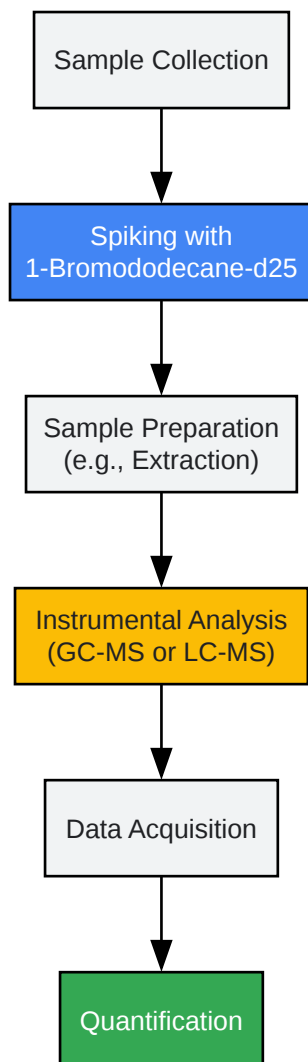 Sample Collection
Spiking with
1-Bromododecane-d25
Sample Preparation
(e.g., Extraction)
Instrumental Analysis
(GC-MS or LC-MS)
Data Acquisition
Quantification